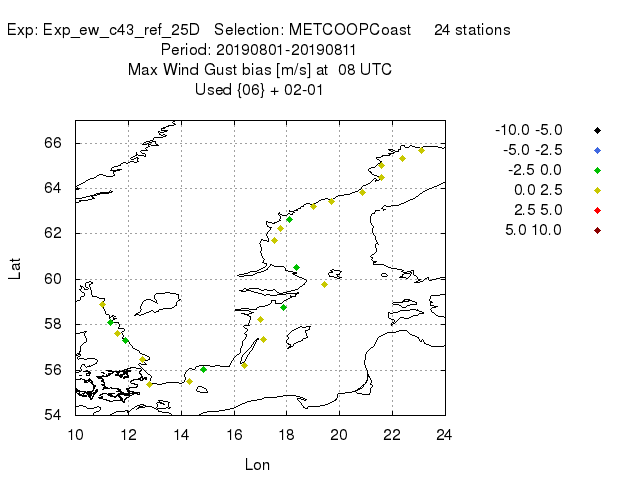 Exp: Exp_ew_c43_ref_25D   Selection: METCOOPCoast     24 stations
Period: 20190801-20190811
Max Wind Gust bias [m/s] at  08 UTC
Used {06} + 02-01
-10.0 -5.0
-5.0 -2.5
-2.5 0.0
0.0 2.5
2.5 5.0
5.0 10.0
66
64
62
60
58
56
54
Lat
10 12 14 16 18 20 22 24
Lon